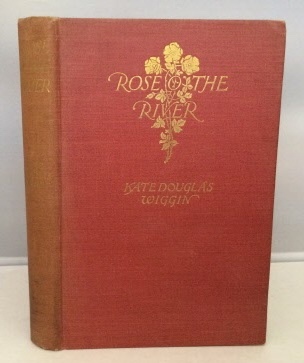 ROSE O' THE
RIVER
KATE DOUGLAS
WIGGIN